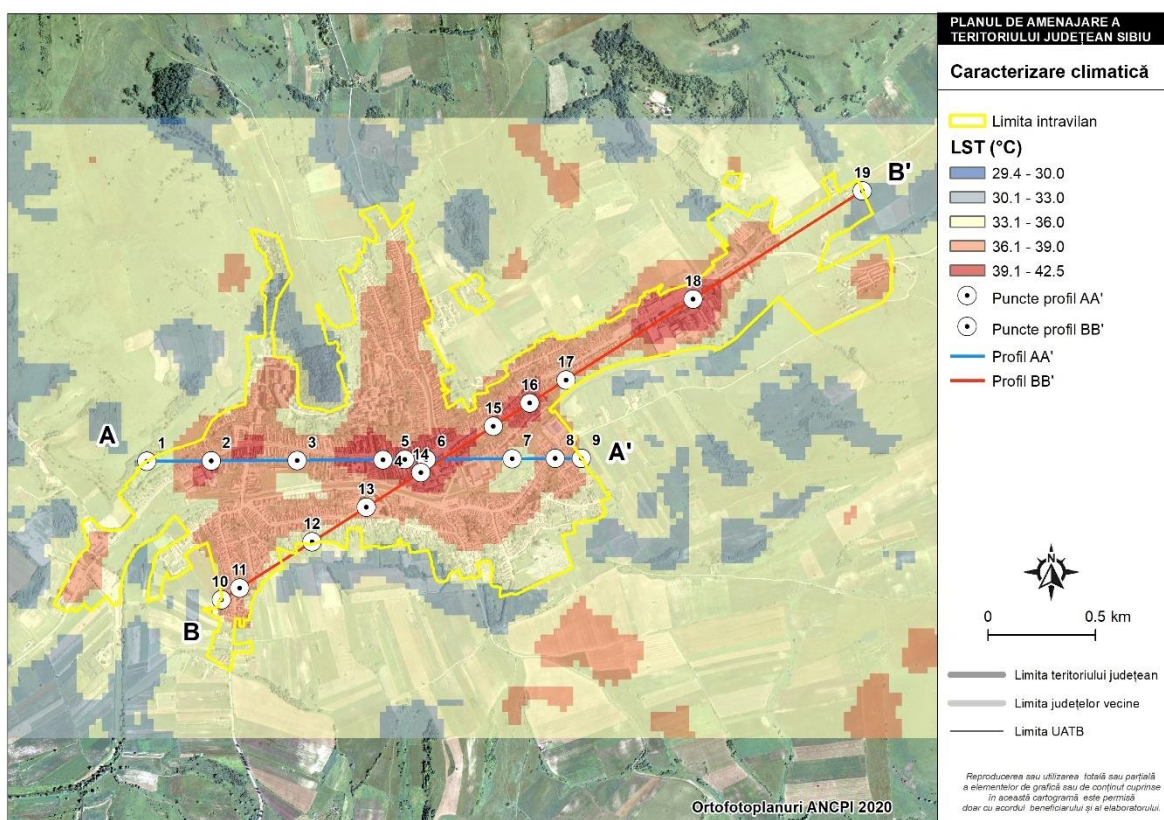 PLANUL DE AMENAJARE A
TERITORIULUI JUDEȚEAN SIBIU
Caracterizare climatică
Limita intravilan
LST (°C)
29.4 - 30.0
30.1 - 33.0
33.1 - 36.0
36.1 - 39.0
39.1 - 42.5
Puncte profil AA'
Puncte profil BB'
Profil AA'
Profil BB'
N
0 0.5 km
Limita teritoriului județean
Limita județelor vecine
Limita UATB
Reproducerea sau utilizarea totală sau parțială
a elementelor de grafică sau de conținut cuprinse
în această cartogramă este permisă
doar cu acordul beneficiarului și al elaboratorului.
19 B'
18
17
16
15
A 1 2 3 5 6 7 8 9 A'
4 14
13
12
11
10
B
Ortofotoplanuri ANCPI 2020